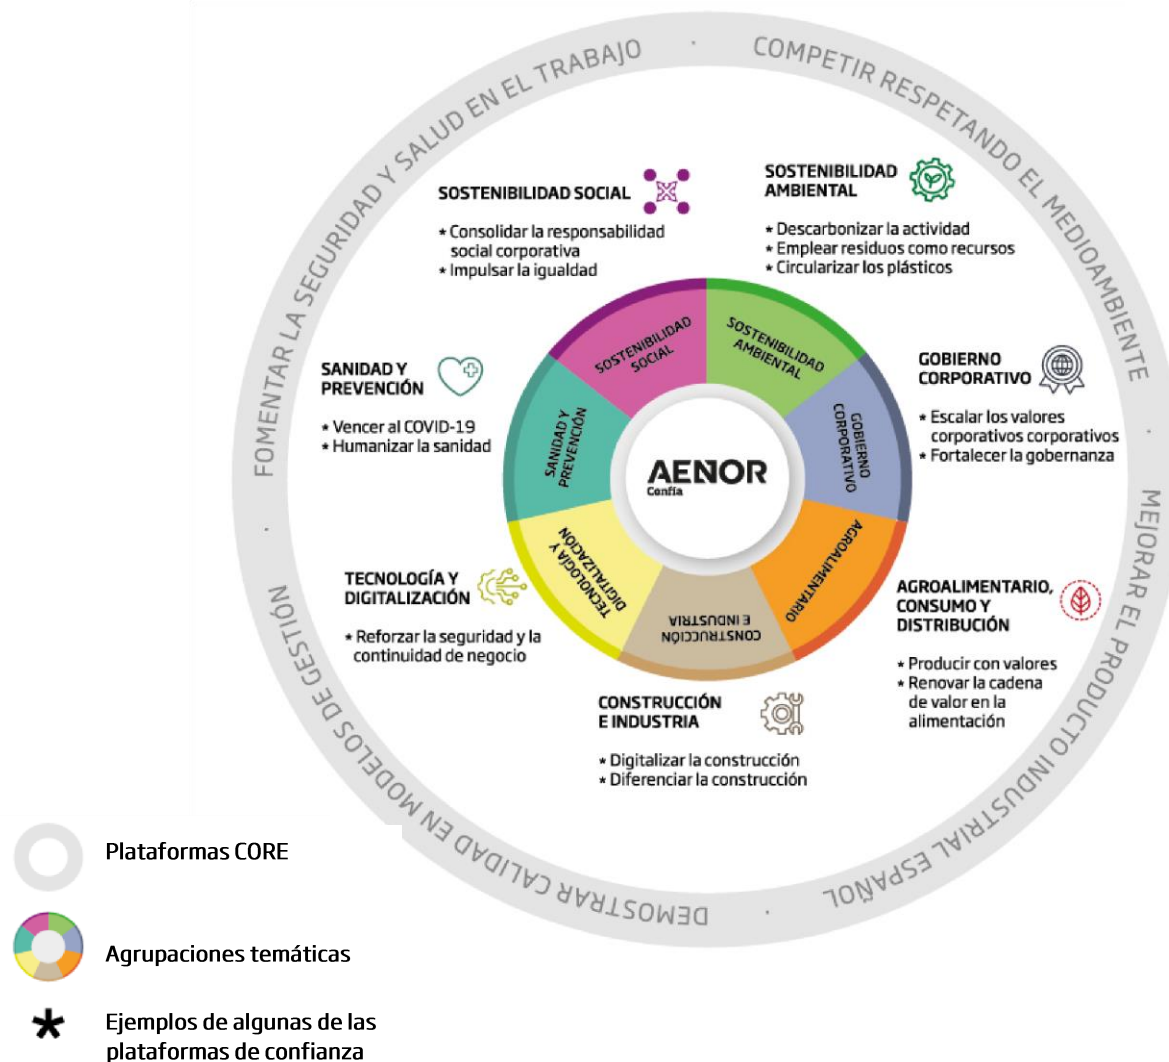 FOMENTAR LA SEGURIDAD Y SALUD EN EL TRABAJO
·
COMPETIR RESPETANDO EL MEDIOAMBIENTE
·
MEJORAR EL PRODUCTO INDUSTRIAL ESPAÑOL
·
DEMOSTRAR CALIDAD EN MODELOS DE GESTIÓN
·
SOSTENIBILIDAD SOCIAL
* Consolidar la responsabilidad
social corporativa
* Impulsar la igualdad
SOSTENIBILIDAD
AMBIENTAL
* Descarbonizar la actividad
* Emplear residuos como recursos
* Circularizar los plásticos
SANIDAD Y
PREVENCIÓN
* Vencer al COVID-19
* Humanizar la sanidad
GOBIERNO
CORPORATIVO
* Escalar los valores
corporativos corporativos
* Fortalecer la gobernanza
TECNOLOGÍA Y
DIGITALIZACIÓN
* Reforzar la seguridad y la
continuidad de negocio
AGROALIMENTARIO,
CONSUMO Y
DISTRIBUCIÓN
* Producir con valores
* Renovar la cadena
de valor en la
alimentación
CONSTRUCCIÓN
E INDUSTRIA
* Digitalizar la construcción
* Diferenciar la construcción
SOSTENIBILIDAD
SOCIAL
SOSTENIBILIDAD
AMBIENTAL
GOBIERNO
CORPORATIVO
AGROALIMENTARIO
CONSTRUCCIÓN
E INDUSTRIA
TECNOLOGÍA Y
DIGITALIZACIÓN
SANIDAD Y
PREVENCIÓN
AENOR
Confía
Plataformas CORE
Agrupaciones temáticas
* Ejemplos de algunas de las
plataformas de confianza